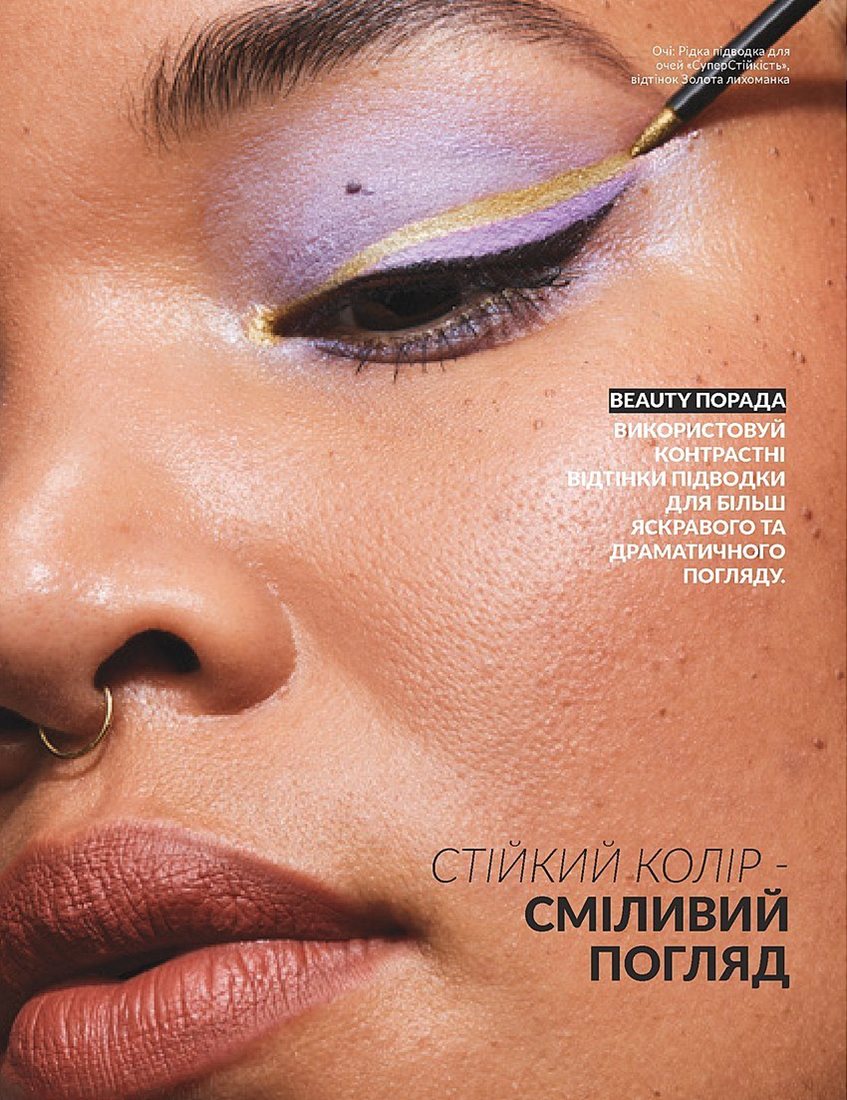 Очі: Рідка підводка для
очей «СуперСтійкість»,
відтінок Золота лихоманка
BEAUTY ПОРАДА
ВИКОРИСТОВУЙ
КОНТРАСТНІ
ВІДТІНКИ ПІДВОДКИ
ДЛЯ БІЛЬШ
ЯСКРАВОГО ТА
ДРАМАТИЧНОГО
ПОГЛЯДУ.
СТІЙКИЙ КОЛІР -
СМІЛИВИЙ
ПОГЛЯД